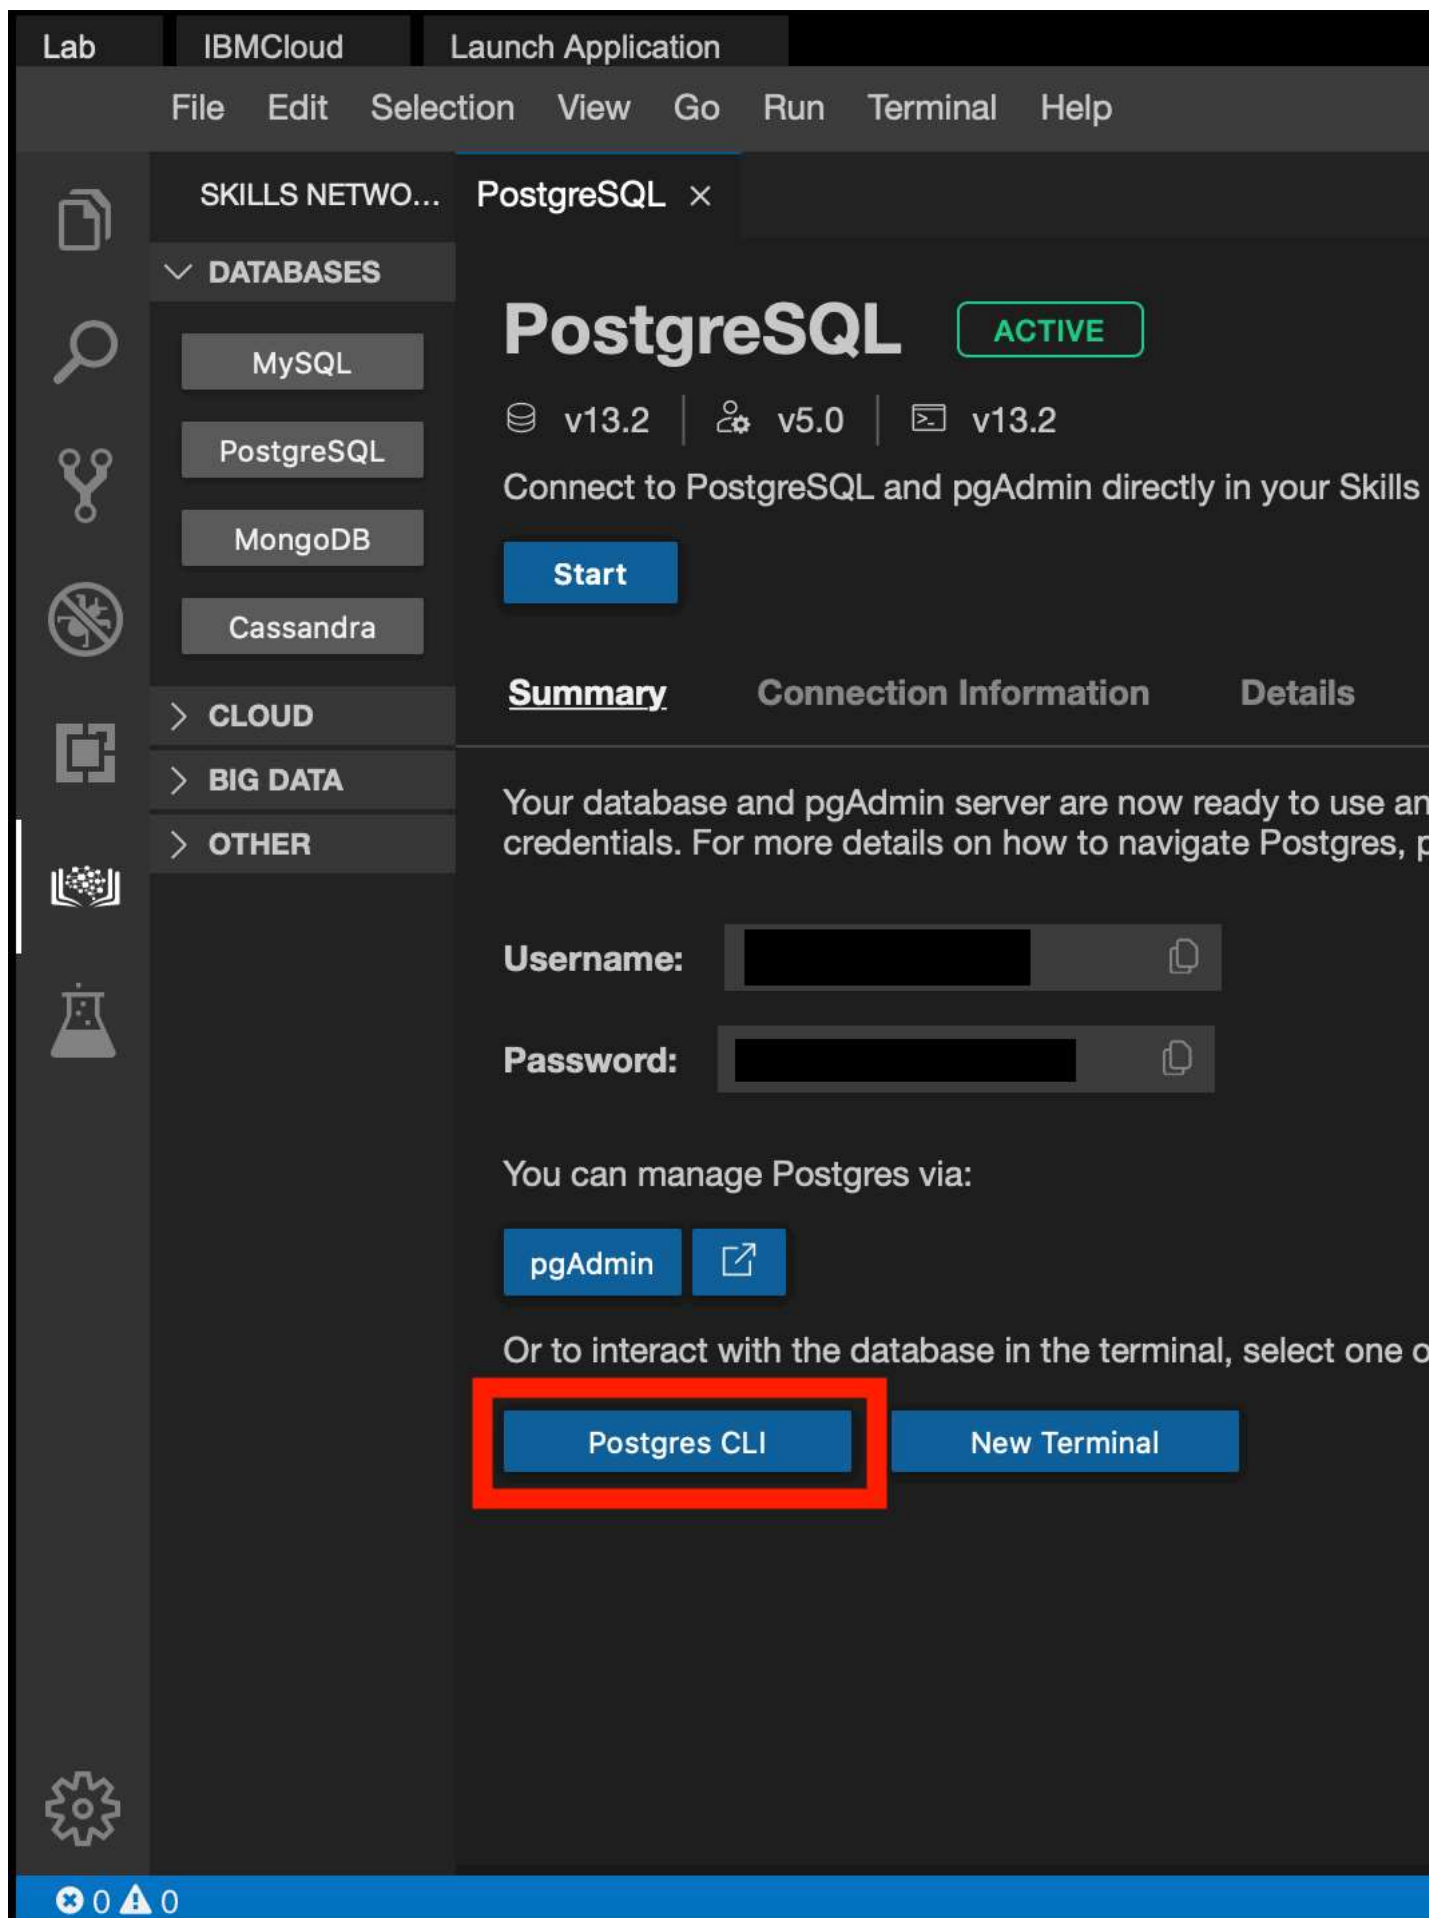 Lab IBMCloud Launch Application
File Edit Selection View Go Run Terminal Help
SKILLS NETWO... PostgreSQL ×
DATABASES
MySQL
PostgreSQL
MongoDB
Cassandra
CLOUD
BIG DATA
OTHER
PostgreSQL ACTIVE
v13.2 v5.0 v13.2
Connect to PostgreSQL and pgAdmin directly in your Skills
Start
Summary Connection Information Details
Your database and pgAdmin server are now ready to use an
credentials. For more details on how to navigate Postgres, p
Username:
Password:
You can manage Postgres via:
pgAdmin
Or to interact with the database in the terminal, select one o
Postgres CLI New Terminal
0 0